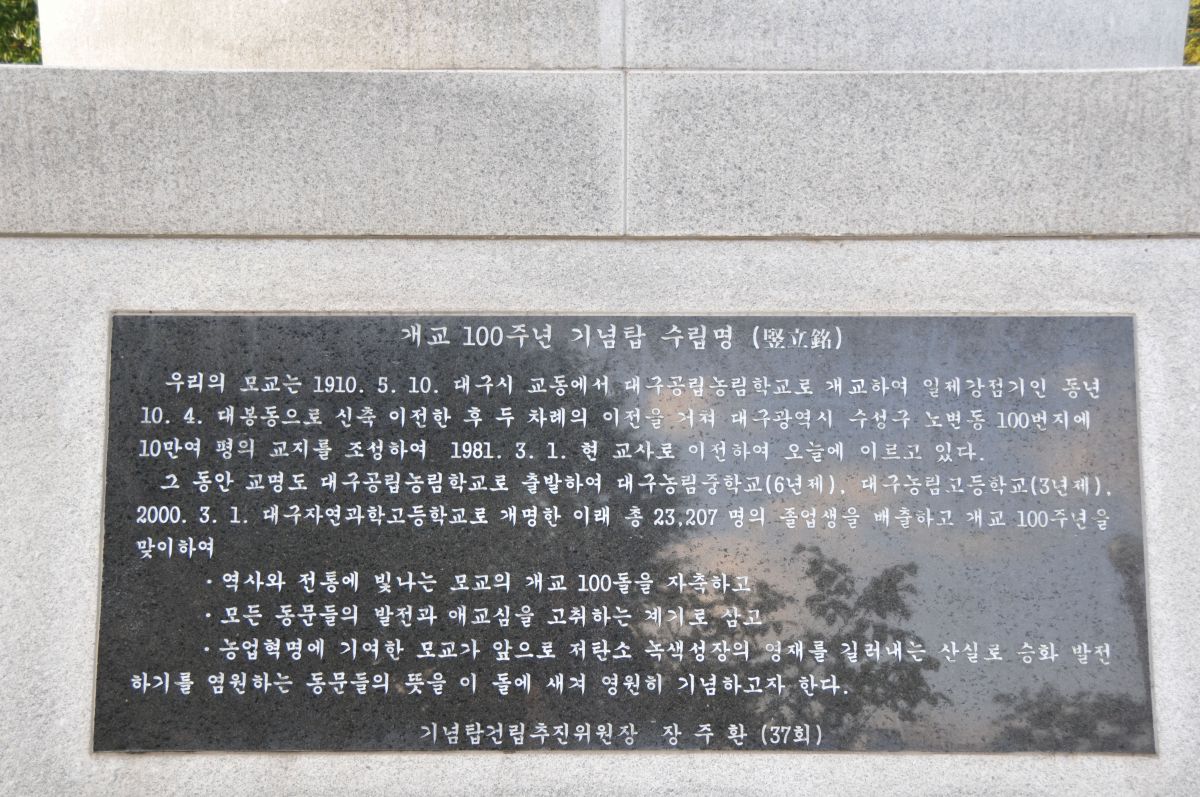 개교 100주년 기념탑 수립명 (竪立銘)
우리의 모교는 1910. 5. 10. 대구시 교동에서 대구공립농림학교로 개교하여 일제강점기인 동년
10. 4. 대봉동으로 신축 이전한 후 두 차례의 이전을 거쳐 대구광역시 수성구 노변동 100번지에
10만여 평의 교지를 조성하여 1981. 3. 1. 현 교사로 이전하여 오늘에 이르고 있다.
그 동안 교명도 대구공립농림학교로 출발하여 대구농림중학교(6년제), 대구농림고등학교(3년제),
2000. 3. 1. 대구자연과학고등학교로 개명한 이래 총 23,207 명의 졸업생을 배출하고 개교 100주년을
맞이하여
· 역사와 전통에 빛나는 모교의 개교 100돌을 자축하고
· 모든 동문들의 발전과 애교심을 고취하는 계기로 삼고
· 농업혁명에 기여한 모교가 앞으로 저탄소 녹색성장의 영재를 길러내는 산실로 승화 발전
하기를 염원하는 동문들의 뜻을 이 돌에 새겨 영원히 기념하고자 한다.
기념탑건립추진위원장 장 주 환 (37회)